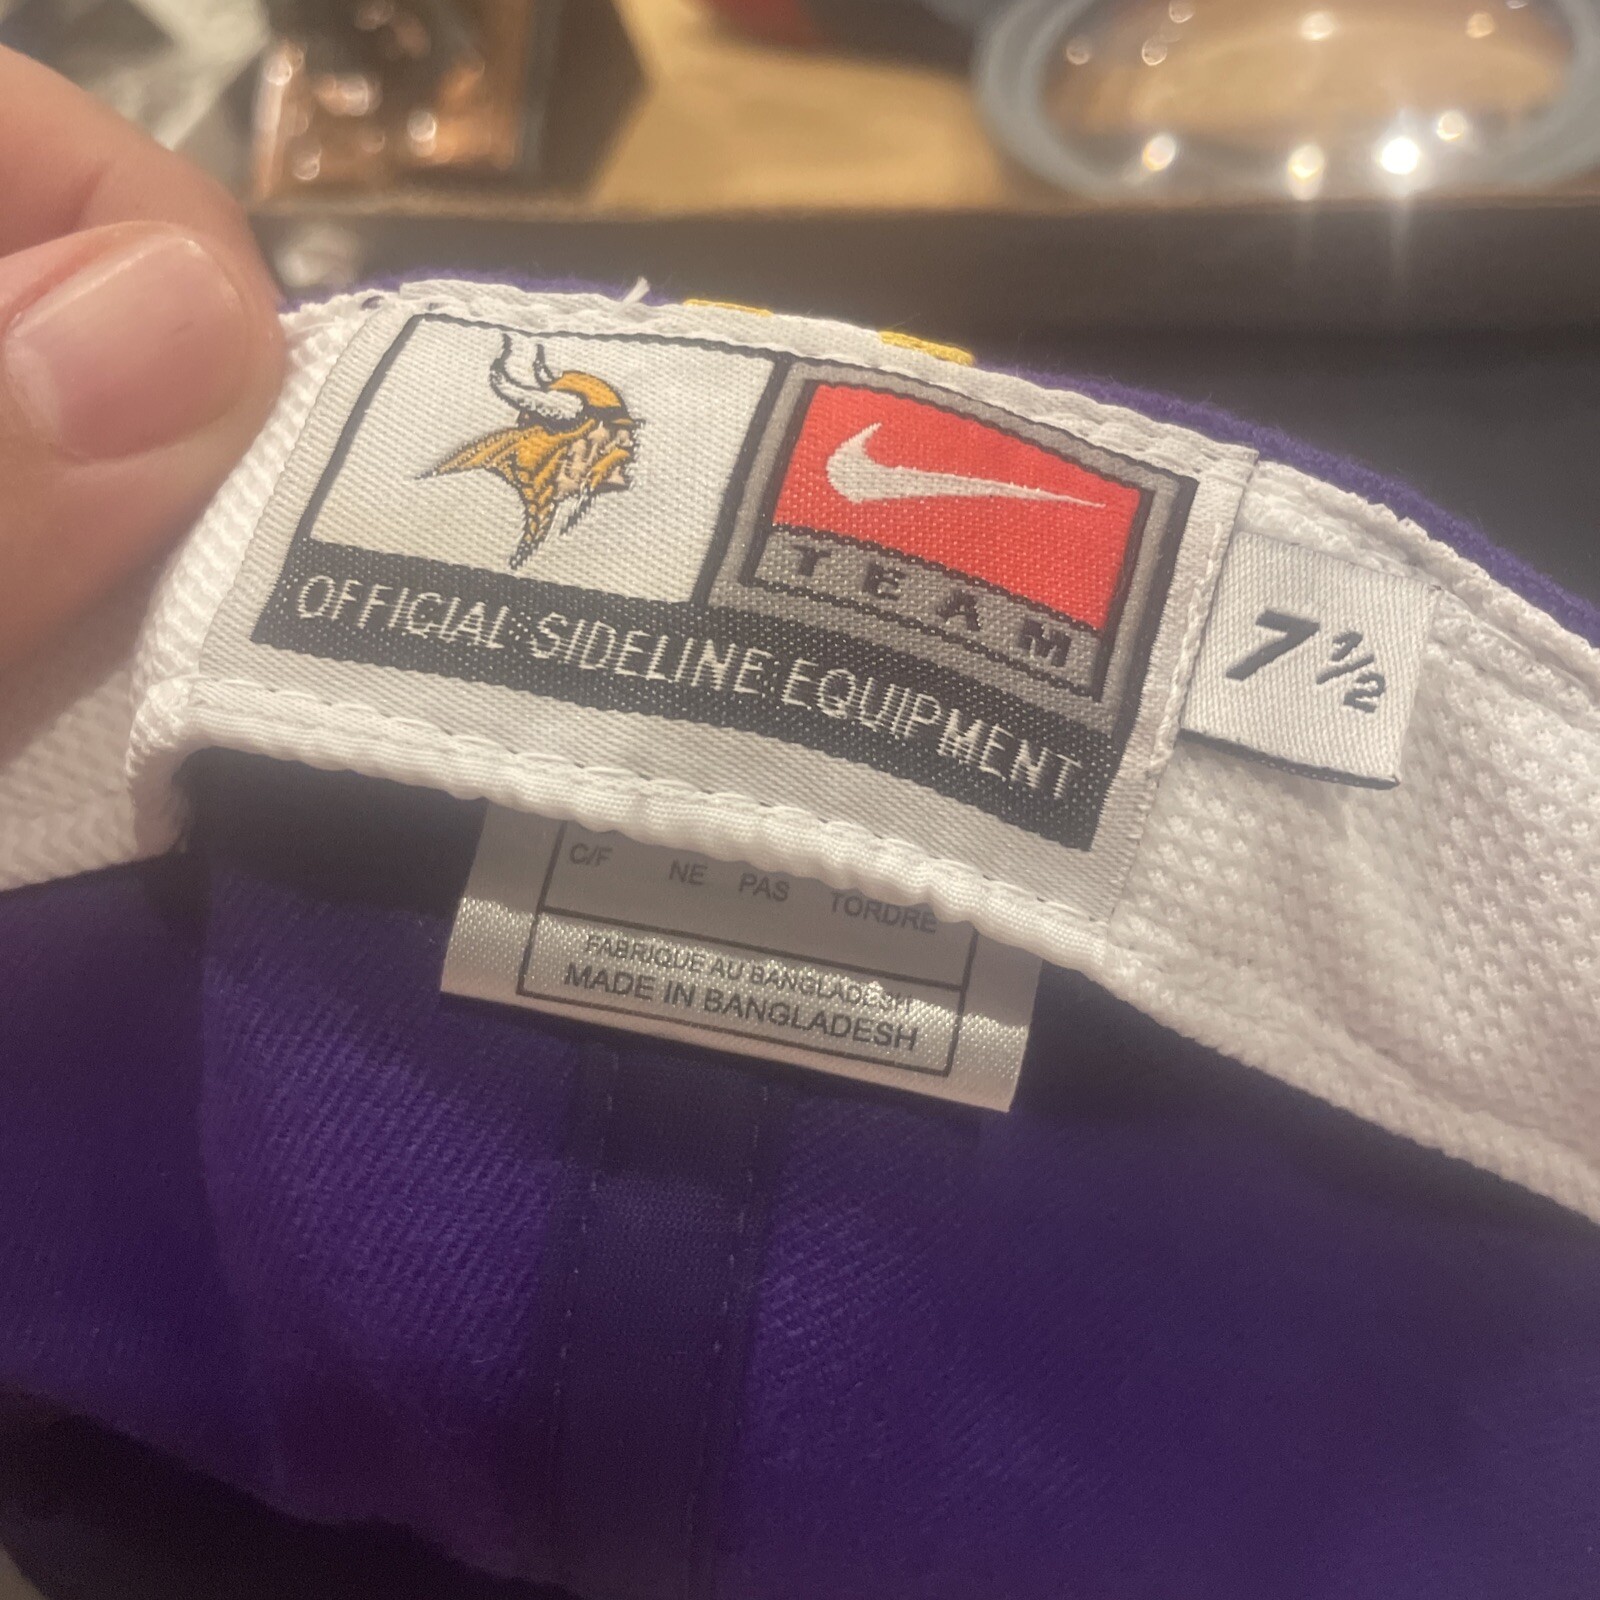 TEAM
OFFICIAL SIDELINE EQUIPMENT
7 1/2
C/F NE PAS TORDRE
FABRIQUE AU BANGLADESH
MADE IN BANGLADESH